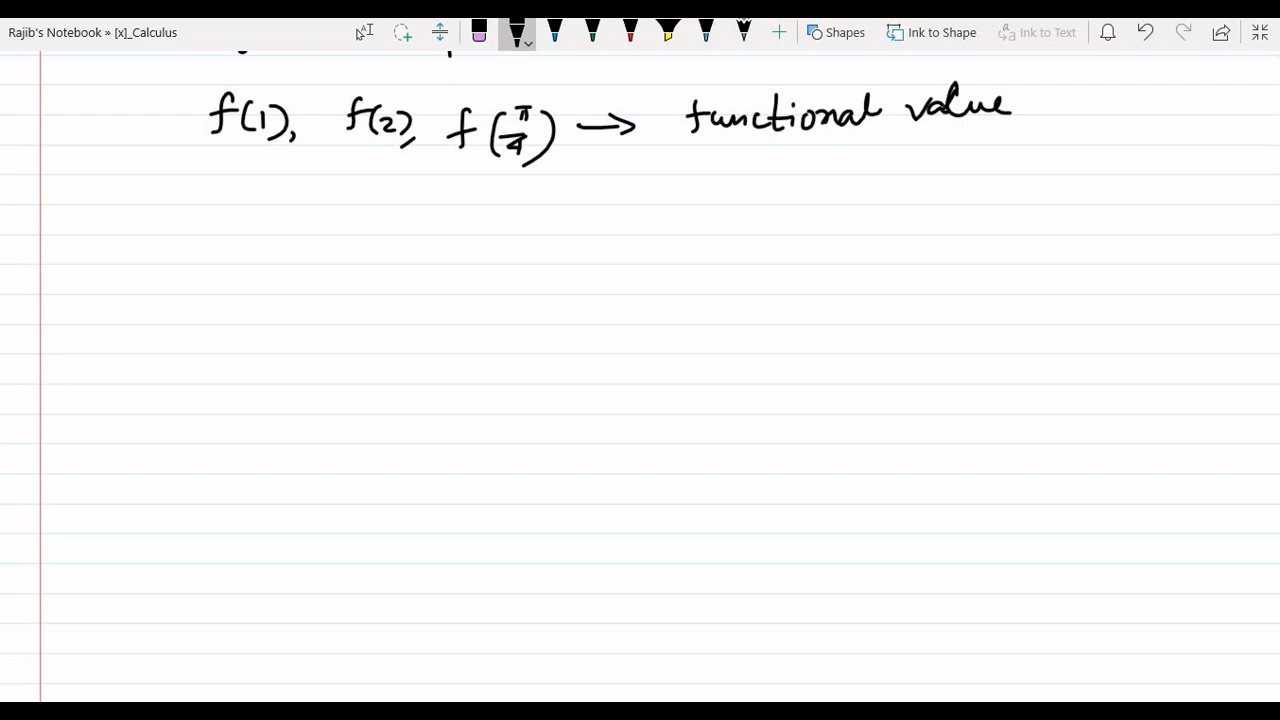 Rajib's Notebook • [x]_Calculus
Shapes
Ink to Shape
Ink to Text
f(1), f(2), f(π/4) → functional value